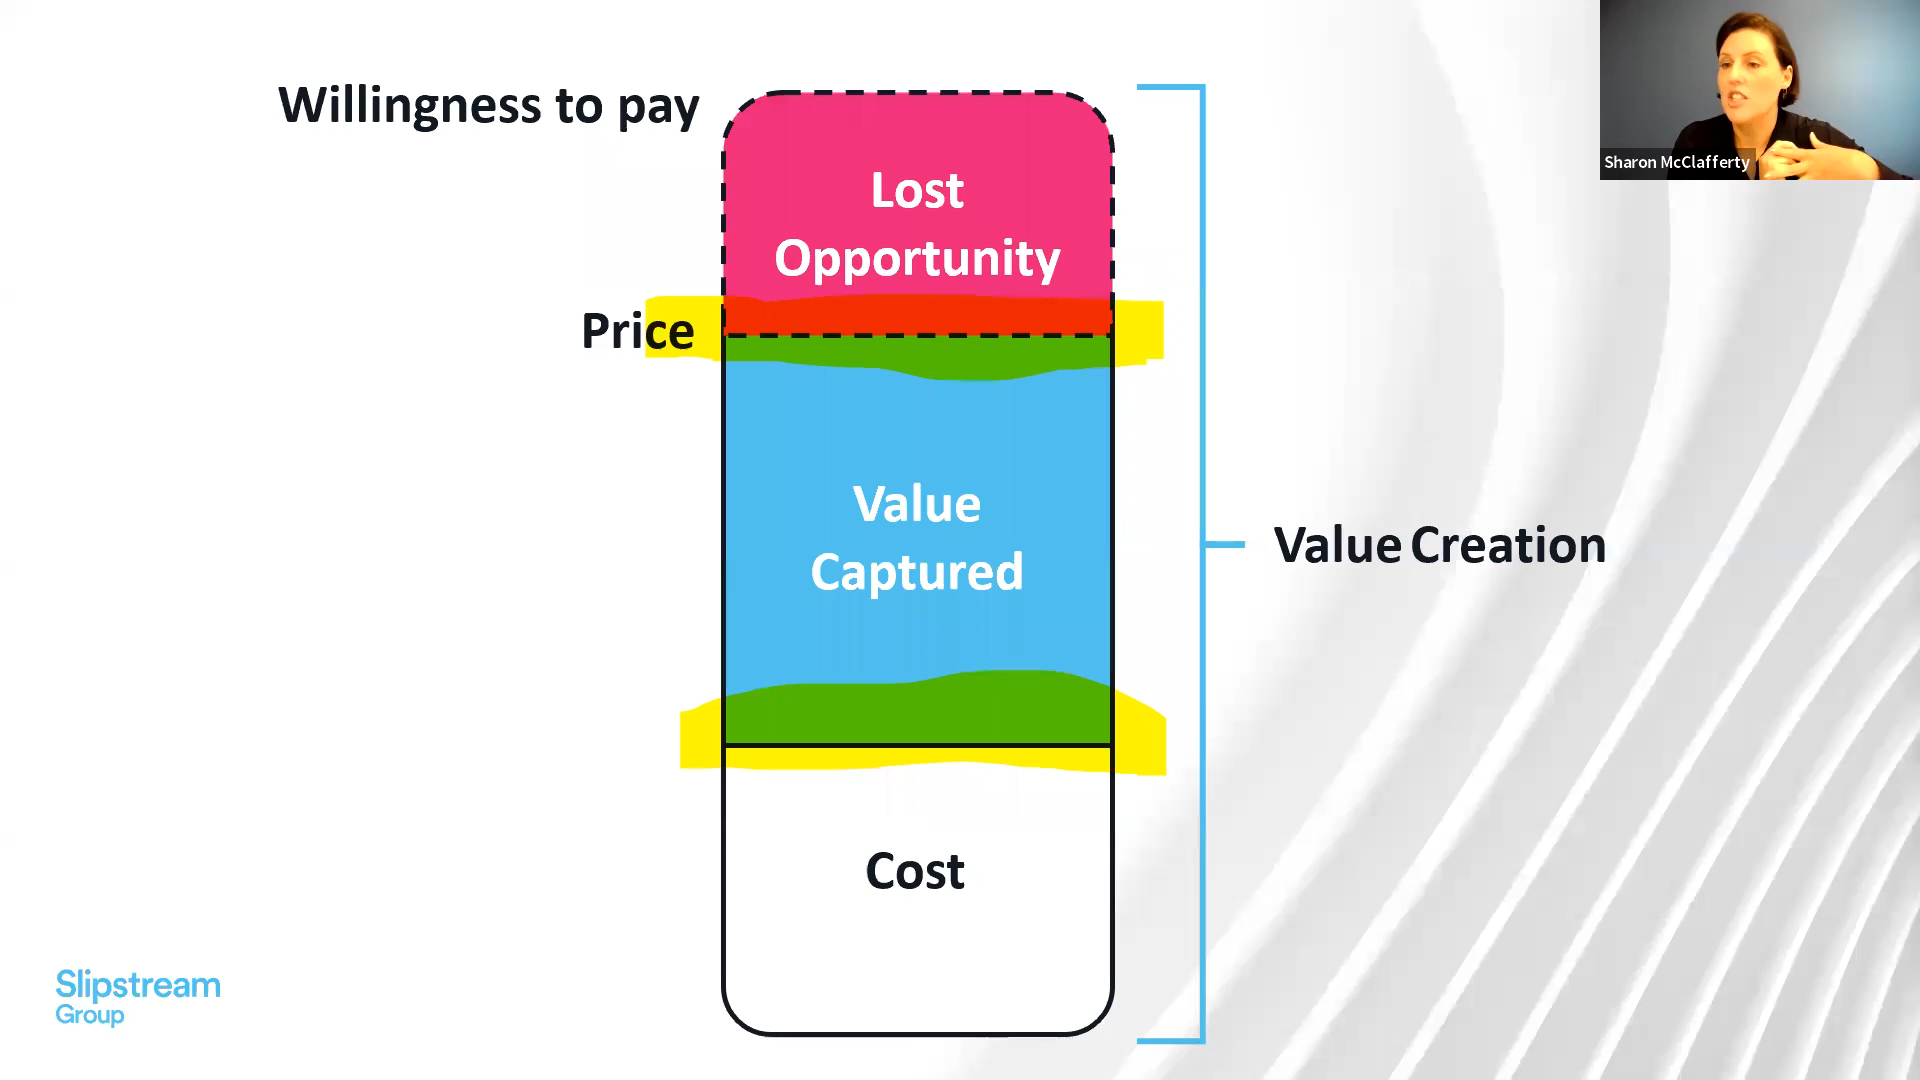 Willingness to pay
Sharon McClafferty
Lost
Opportunity
Price
Value
Captured
Value Creation
Cost
Slipstream
Group